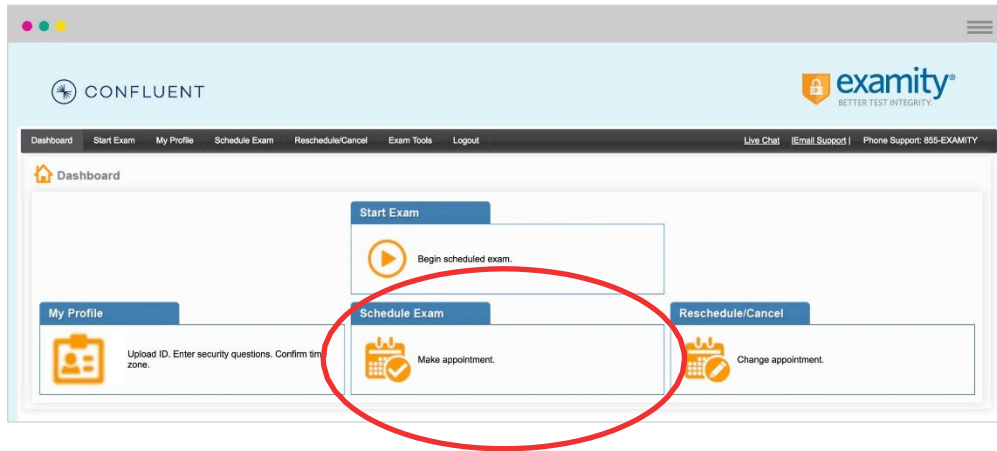 CONFLUENT
examity®
BETTER TEST INTEGRITY.
Dashboard Start Exam My Profile Schedule Exam Reschedule/Cancel Exam Tools Logout Live Chat |Email Support | Phone Support: 855-EXAMITY
Dashboard
Start Exam
Begin scheduled exam.
My Profile
Upload ID. Enter security questions. Confirm tim
zone.
Schedule Exam
Make appointment.
Reschedule/Cancel
Change appointment.